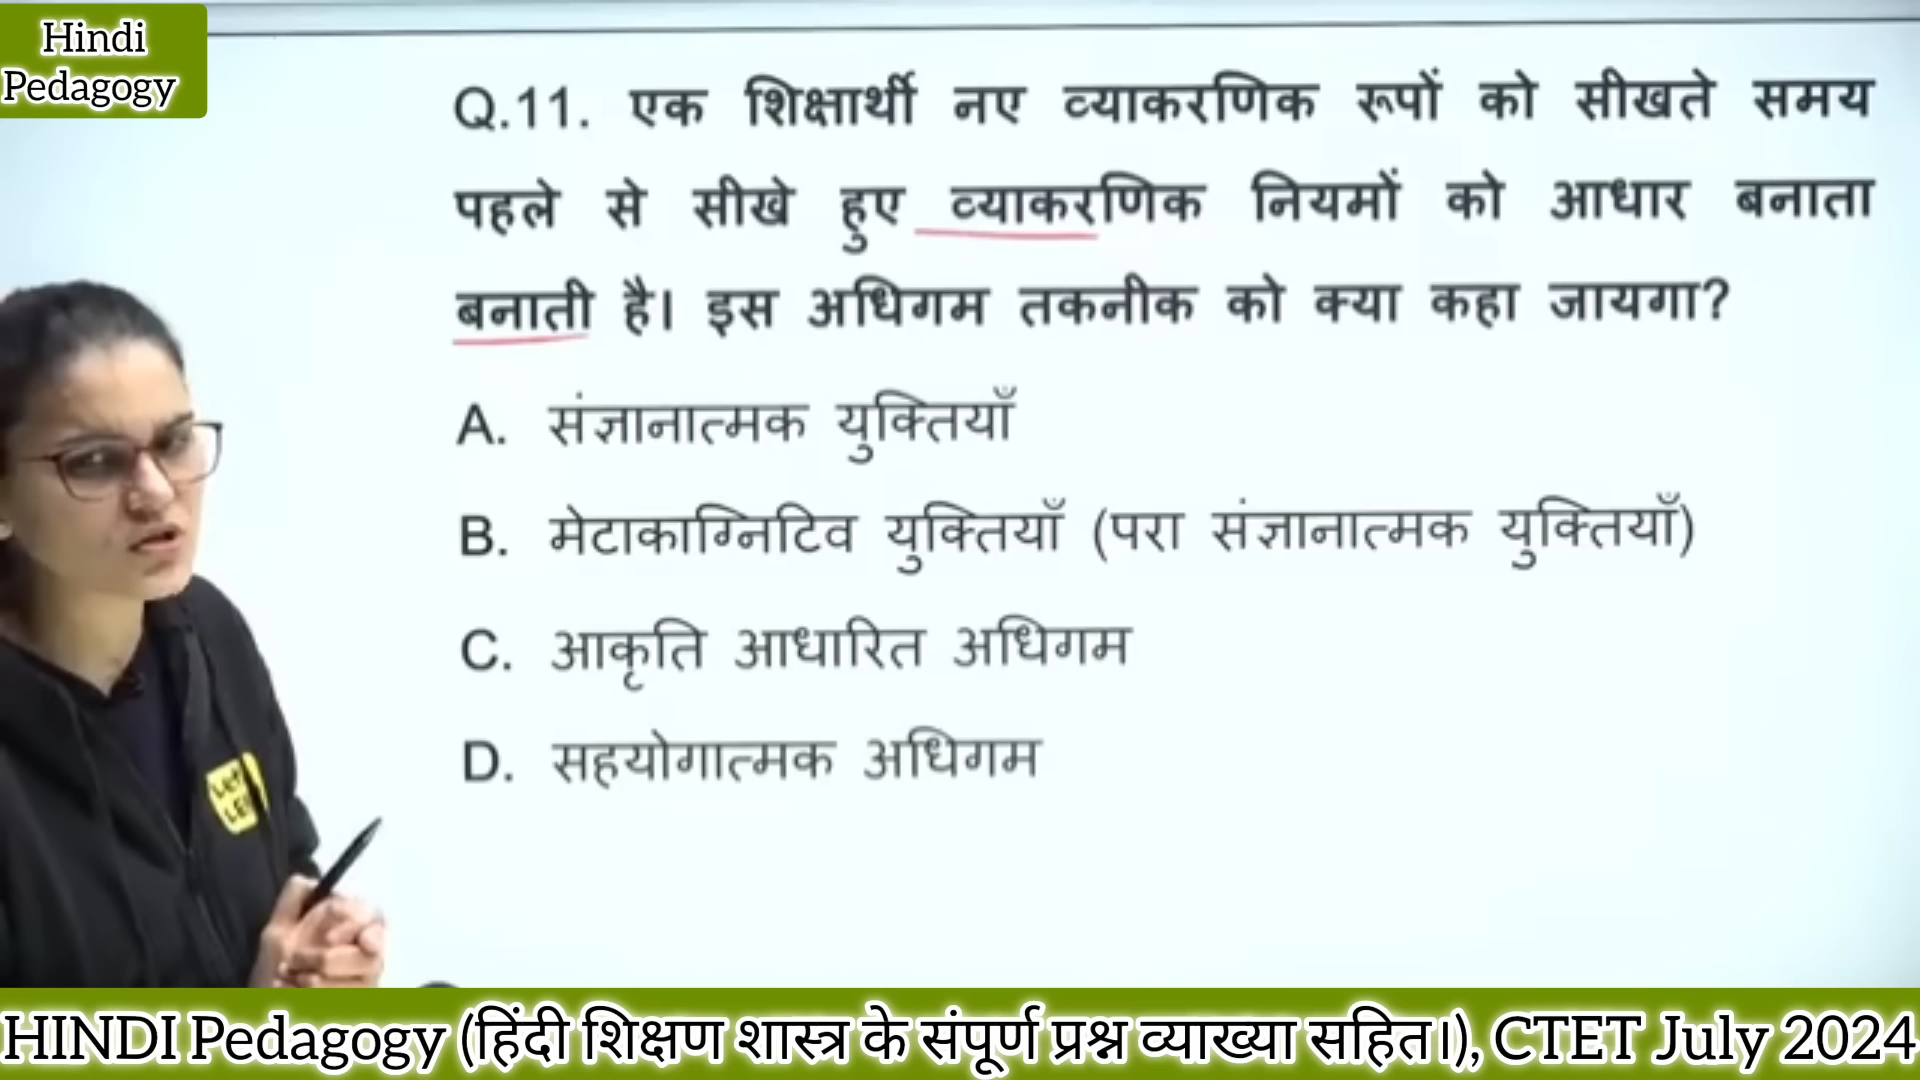 Hindi
Pedagogy
Q.11. एक शिक्षार्थी नए व्याकरणिक रूपों को सीखते समय
पहले से सीखे हुए व्याकरणिक नियमों को आधार बनाता
बनाती है। इस अधिगम तकनीक को क्या कहा जायगा?
A. संज्ञानात्मक युक्तियाँ
B. मेटाकाग्निटिव युक्तियाँ (परा संज्ञानात्मक युक्तियाँ)
C. आकृति आधारित अधिगम
D. सहयोगात्मक अधिगम
HINDI Pedagogy (हिंदी शिक्षण शास्त्र के संपूर्ण प्रश्न व्याख्या सहित।), CTET July 2024